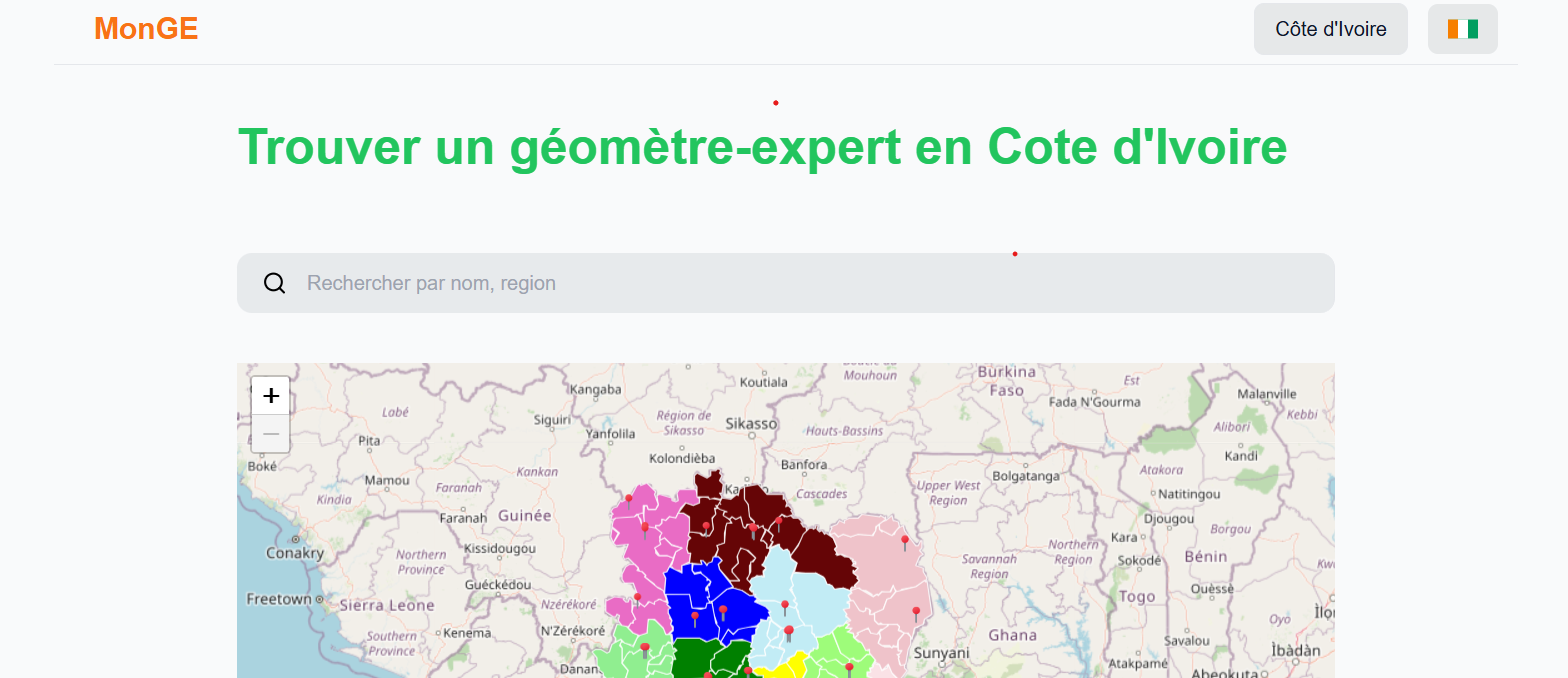 MonGE
Côte d'Ivoire
Trouver un géomètre-expert en Cote d'Ivoire
Rechercher par nom, region
+
−
Kangaba
Koutiala
Mouhoun
Burkina
Faso
Est
Fada N'Gourma
Malanville
Kebbi
Labé
Siguiri
Région de
Sikasso
Sikasso
Yanfolila
Hauts-Bassins
Alibori
Pita
Kandi
Boké
Kolondièba
Banfora
Bolgatanga
Atakora
Mamou
Kankan
Faranah
Cascades
Upper West
Region
Natitingou
Kindia
Faranah
Guinée
Djougou
Borgou
Kara
Conakry
Kissidougou
Northern
Province
Savannah
Region
Northern
Region
Sokodé
Bénin
Guéckédou
Ouèssè
Freetown
Sierra Leone
Nzérékoré
Togo
Oyo
Southern
Province
Kenema
N'Zérékoré
Ghana
Savalou
Sunyani
Ìbàdàn
Danan
Atakpamé
Abeokuta